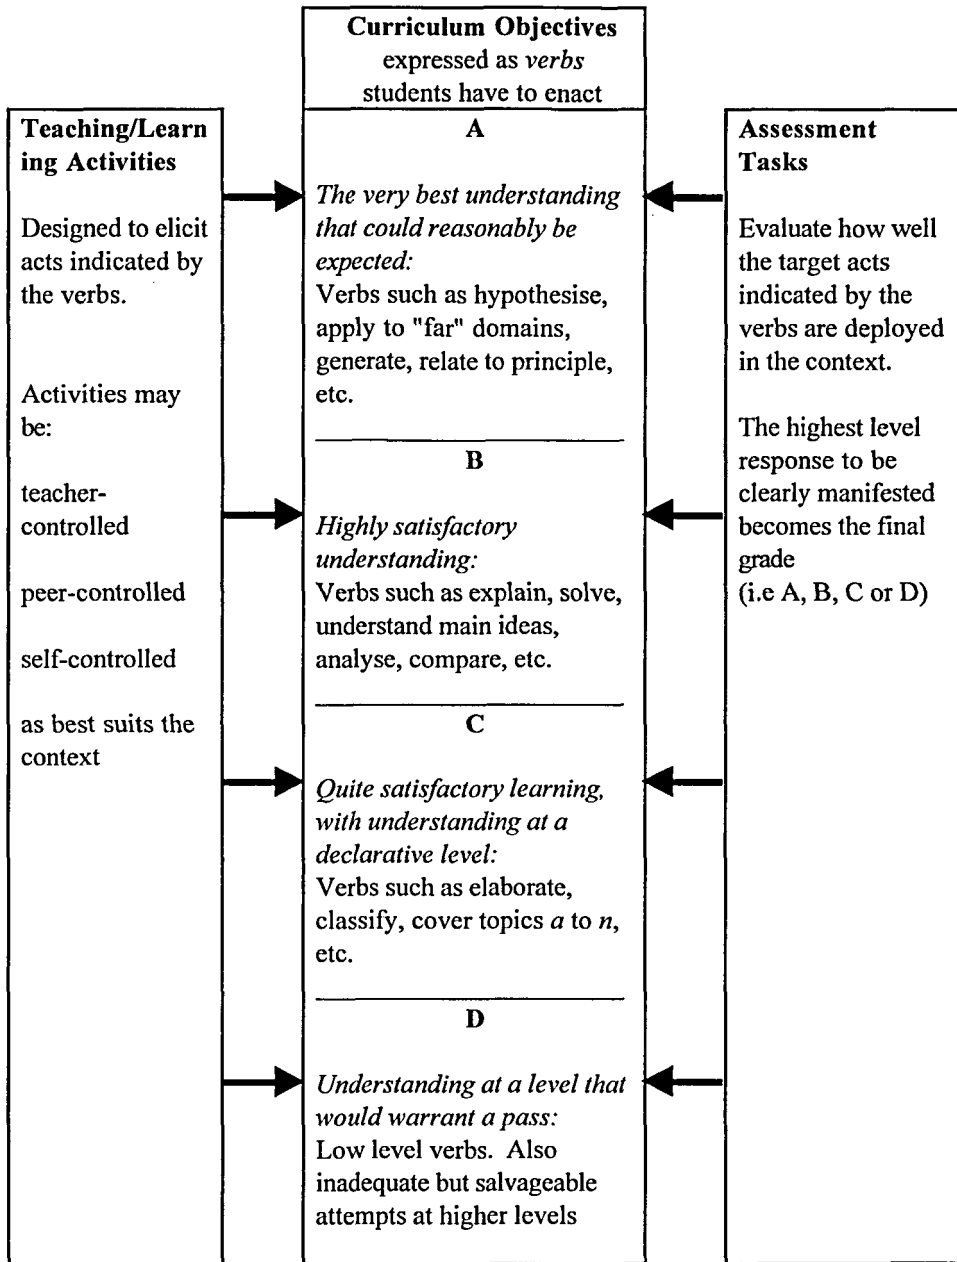 Curriculum Objectives
expressed as verbs
students have to enact
Teaching/Learn
ing Activities
Designed to elicit
acts indicated by
the verbs.
Activities may
be:
teacher-
controlled
peer-controlled
self-controlled
as best suits the
context
A
The very best understanding
that could reasonably be
expected:
Verbs such as hypothesise,
apply to "far" domains,
generate, relate to principle,
etc.
B
Highly satisfactory
understanding:
Verbs such as explain, solve,
understand main ideas,
analyse, compare, etc.
C
Quite satisfactory learning,
with understanding at a
declarative level:
Verbs such as elaborate,
classify, cover topics a to n,
etc.
D
Understanding at a level that
would warrant a pass:
Low level verbs. Also
inadequate but salvageable
attempts at higher levels
Assessment
Tasks
Evaluate how well
the target acts
indicated by the
verbs are deployed
in the context.
The highest level
response to be
clearly manifested
becomes the final
grade
(i.e A, B, C or D)